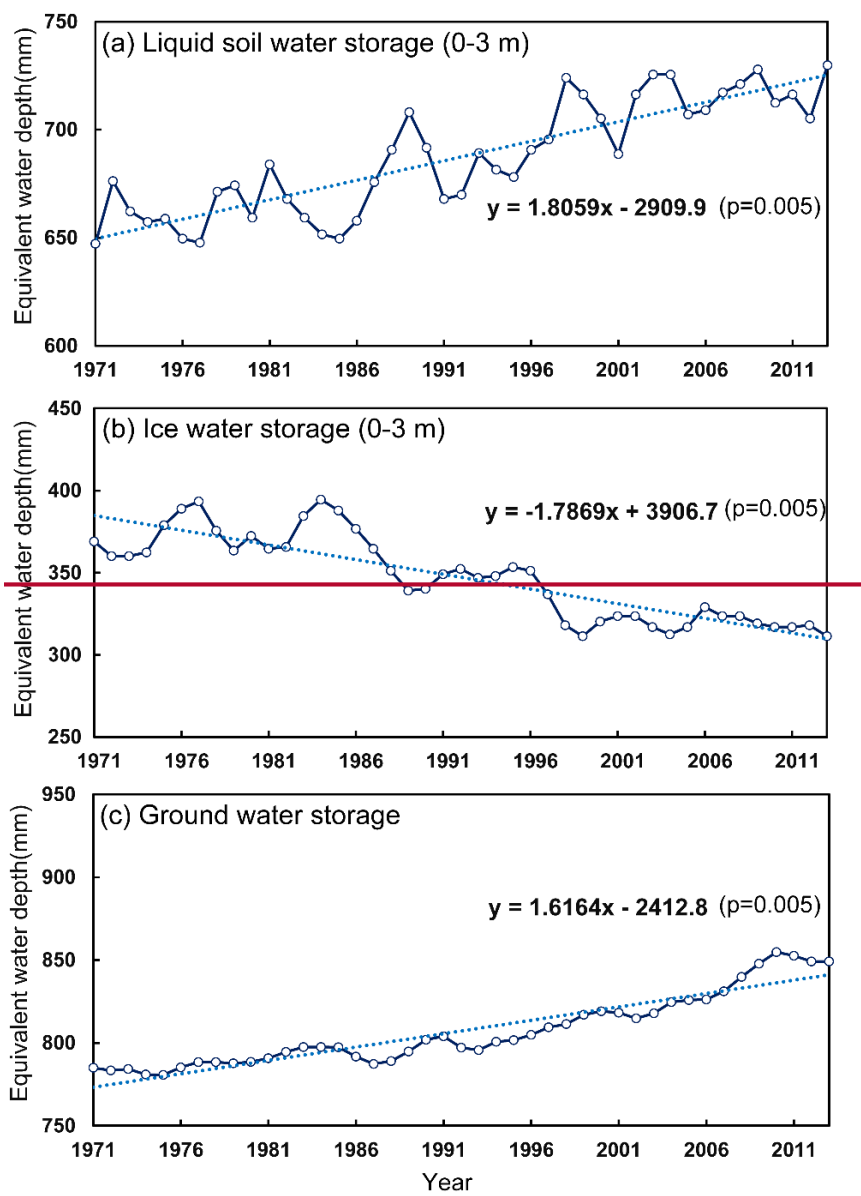 750
(a) Liquid soil water storage (0-3 m)
Equivalent water depth(mm)
700
y = 1.8059x - 2909.9 (p=0.005)
650
600
1971 1976 1981 1986 1991 1996 2001 2006 2011
450
(b) Ice water storage (0-3 m)
Equivalent water depth(mm)
400
y = -1.7869x + 3906.7 (p=0.005)
350
300
250
1971 1976 1981 1986 1991 1996 2001 2006 2011
950
(c) Ground water storage
Equivalent water depth(mm)
900
y = 1.6164x - 2412.8 (p=0.005)
850
800
750
1971 1976 1981 1986 1991 1996 2001 2006 2011
Year